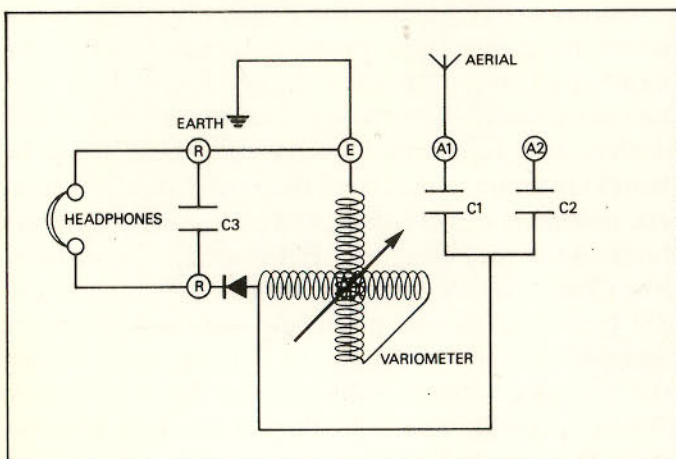 AERIAL
EARTH
R
E
A1
A2
HEADPHONES
C3
C1
C2
R
VARIOMETER